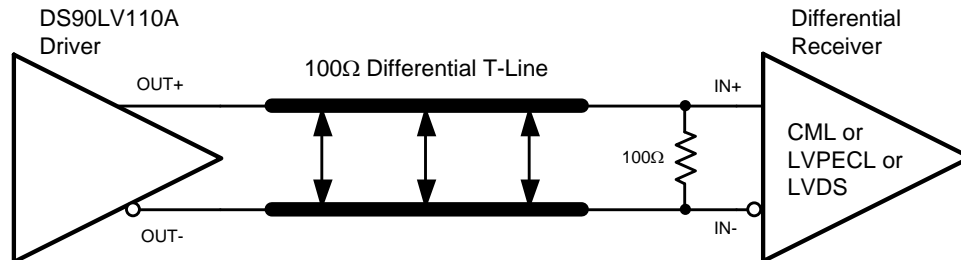 DS90LV110A
Driver
Differential
Receiver
100Ω Differential T-Line
OUT+
IN+
100Ω
CML or
LVPECL or
LVDS
OUT-
IN-